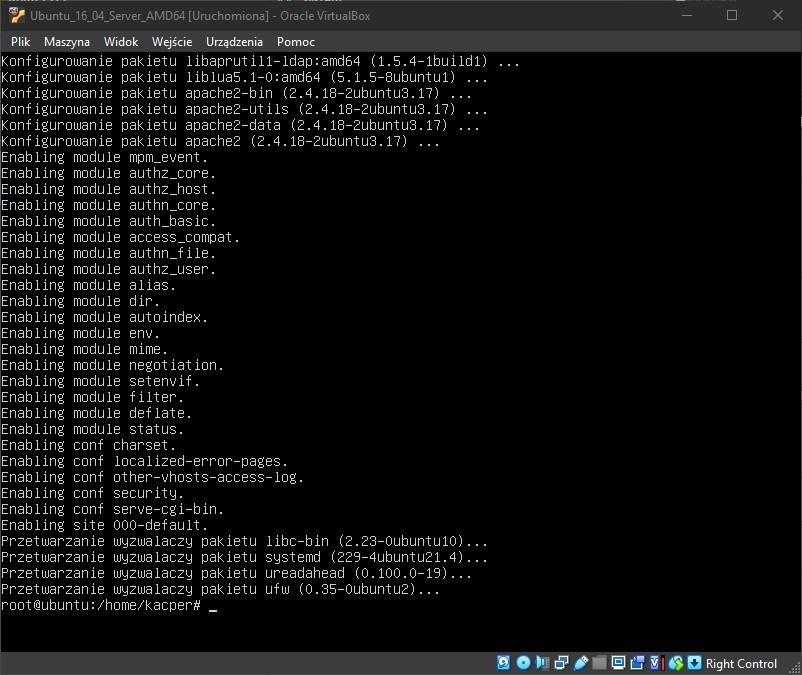 Ubuntu_16_04_Server_AMD64 [Uruchomiona] - Oracle VirtualBox
Plik Maszyna Widok Wejście Urządzenia Pomoc
Konfigurowanie pakietu libaprutil1-ldap:amd64 (1.5.4-1build1) ...
Konfigurowanie pakietu liblua5.1-0:amd64 (5.1.5-8ubuntu1) ...
Konfigurowanie pakietu apache2-bin (2.4.18-2ubuntu3.17) ...
Konfigurowanie pakietu apache2-utils (2.4.18-2ubuntu3.17) ...
Konfigurowanie pakietu apache2-data (2.4.18-2ubuntu3.17) ...
Konfigurowanie pakietu apache2 (2.4.18-2ubuntu3.17) ...
Enabling module mpm_event.
Enabling module authz_core.
Enabling module authz_host.
Enabling module authn_core.
Enabling module auth_basic.
Enabling module access_compat.
Enabling module authn_file.
Enabling module authz_user.
Enabling module alias.
Enabling module dir.
Enabling module autoindex.
Enabling module env.
Enabling module mime.
Enabling module negotiation.
Enabling module setenvif.
Enabling module filter.
Enabling module deflate.
Enabling module status.
Enabling conf charset.
Enabling conf localized-error-pages.
Enabling conf other-vhosts-access-log.
Enabling conf security.
Enabling conf serve-cgi-bin.
Enabling site 000-default.
Przetwarzanie wyzwalaczy pakietu libc-bin (2.23-0ubuntu10)...
Przetwarzanie wyzwalaczy pakietu systemd (229-4ubuntu21.4)...
Przetwarzanie wyzwalaczy pakietu ureadahead (0.100.0-19)...
Przetwarzanie wyzwalaczy pakietu ufw (0.35-0ubuntu2)...
root@ubuntu:/home/kacper# _
Right Control